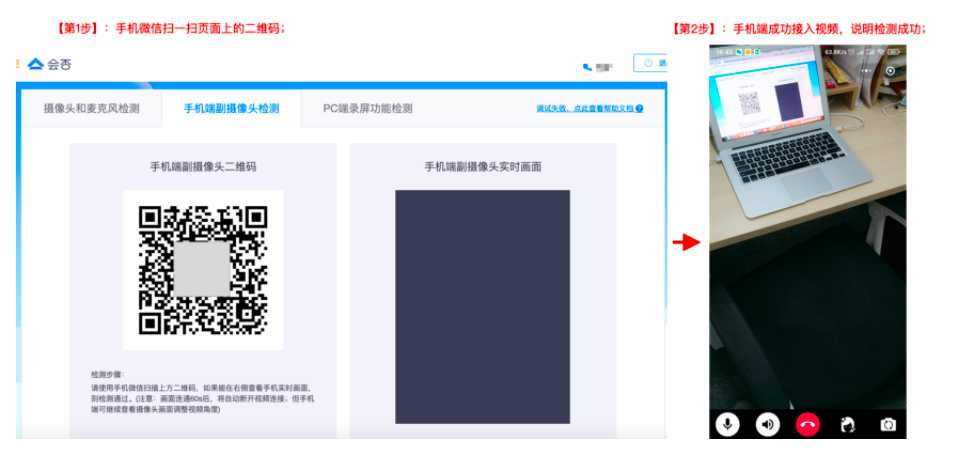 【第1步】：手机微信扫一扫页面上的二维码；
【第2步】：手机端成功接入视频，说明检测成功；
会否
摄像头和麦克风检测
手机端副摄像头检测
PC端录屏功能检测
调试失败，点此查看帮助文档
手机端副摄像头二维码
手机端副摄像头实时画面
检测步骤：
请使用手机微信扫描上方二维码，如果能在右侧查看手机实时画面，
则检测通过。(注意：画面连通60s后，将自动断开视频连接；但手机
端可继续查看摄像头画面调整视频角度)